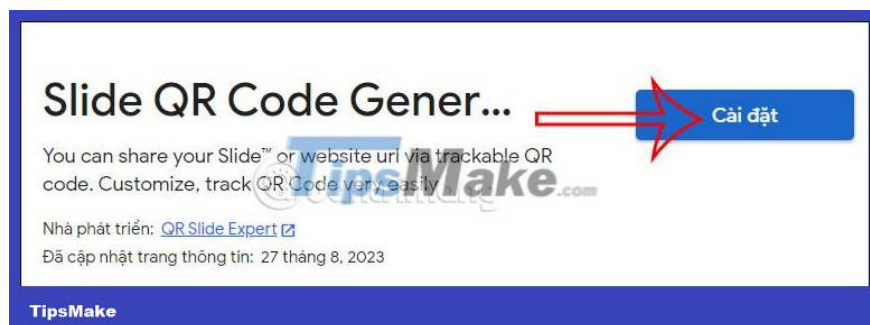 Slide QR Code Gener...
Cài đặt
You can share your Slide™ or website url via trackable QR
code. Customize, track QR Code very easily
TipsMake.com
Nhà phát triển: QR Slide Expert
Đã cập nhật trang thông tin: 27 tháng 8, 2023
TipsMake